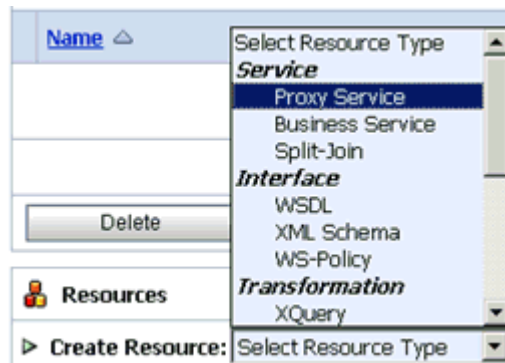 Name
Select Resource Type
Service
Proxy Service
Business Service
Split-Join
Interface
WSDL
XML Schema
WS-Policy
Transformation
XQuery
Delete
Resources
Create Resource: Select Resource Type